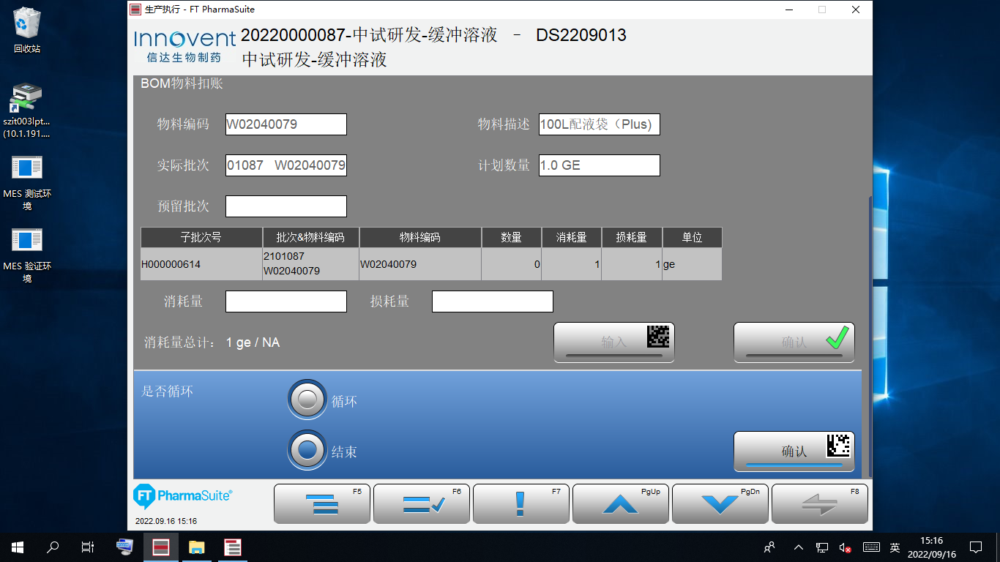 生产执行 - FT PharmaSuite
回收站
Innovent
信达生物制药
20220000087-中试研发-缓冲溶液 - DS2209013
中试研发-缓冲溶液
BOM物料扣账
szit003lpt...
(10.1.191....
物料编码 W02040079 物料描述 100L配液袋（Plus)
实际批次 01087 W02040079 计划数量 1.0 GE
MES 测试环
境
预留批次
子批次号 批次&物料编码 物料编码 数量 消耗量 损耗量 单位
H000000614 2101087 W02040079 0 1 1 ge
W02040079
MES 验证环
境
消耗量 损耗量
消耗量总计： 1 ge / NA 输入 确认
是否循环
循环
结束
确认
FT PharmaSuite
F5 F6 F7 PgUp PgDn F8
2022.09.16 15:16
英
15:16
2022/09/16